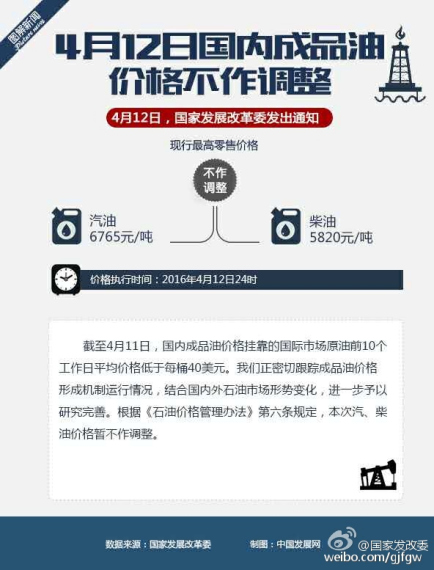 图解新闻
Picture news
4月12日国内成品油
价格不作调整
4月12日,国家发展改革委发出通知
现行最高零售价格
不作
调整
汽油
6765元/吨
柴油
5820元/吨
价格执行时间:2016年4月12日24时
截至4月11日,国内成品油价格挂靠的国际市场原油前10个
工作日平均价格低于每桶40美元。我们正密切跟踪成品油价格
形成机制运行情况,结合国内外石油市场形势变化,进一步予以
研究完善。根据《石油价格管理办法》第六条规定,本次汽、柴
油价格暂不作调整。
数据来源:国家发展改革委
制图:中国发展网
@国家发改委
weibo.com/gjfgw